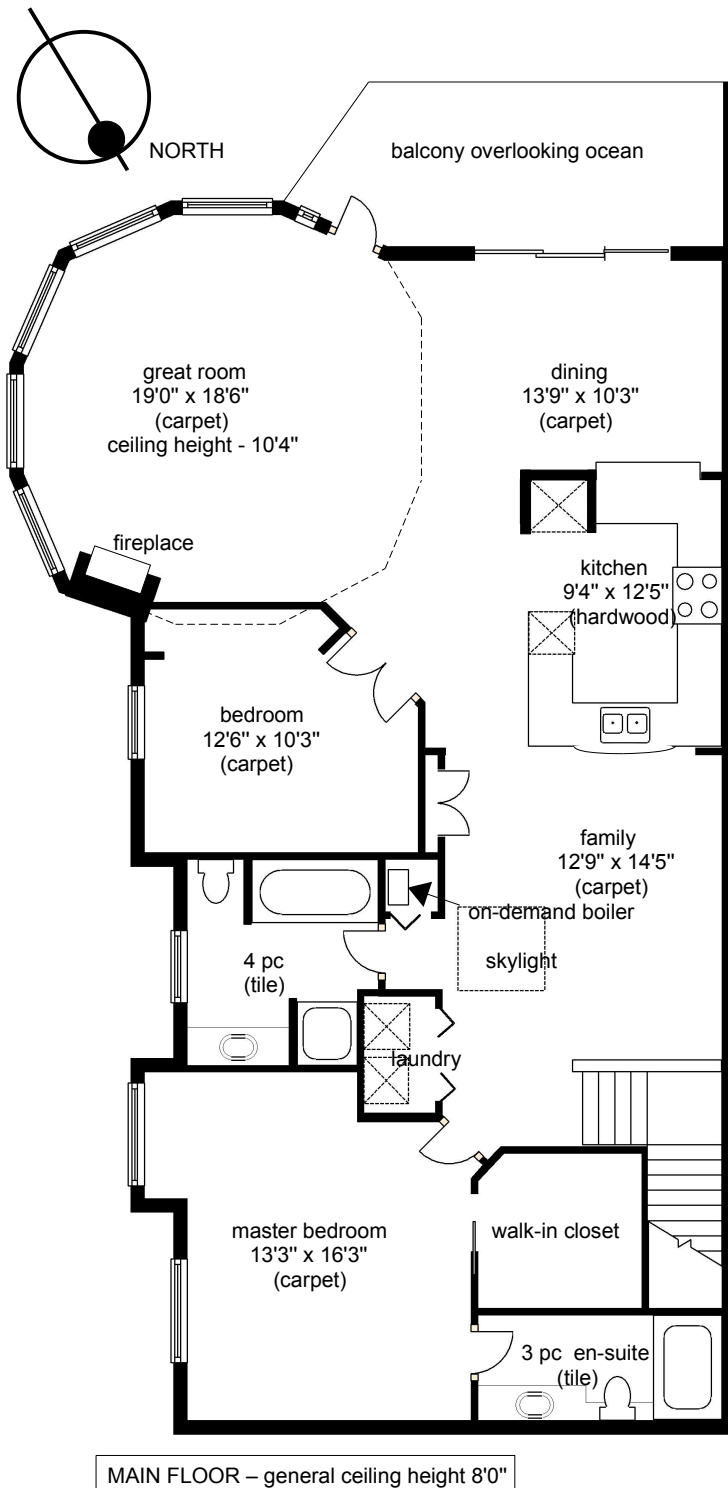 NORTH
balcony overlooking ocean
great room
19'0" x 18'6"
(carpet)
ceiling height - 10'4"
dining
13'9" x 10'3"
(carpet)
fireplace
kitchen
9'4" x 12'5"
(hardwood)
bedroom
12'6" x 10'3"
(carpet)
family
12'9" x 14'5"
(carpet)
on-demand boiler
skylight
4 pc
(tile)
laundry
master bedroom
13'3" x 16'3"
(carpet)
walk-in closet
3 pc en-suite
(tile)
MAIN FLOOR – general ceiling height 8'0"